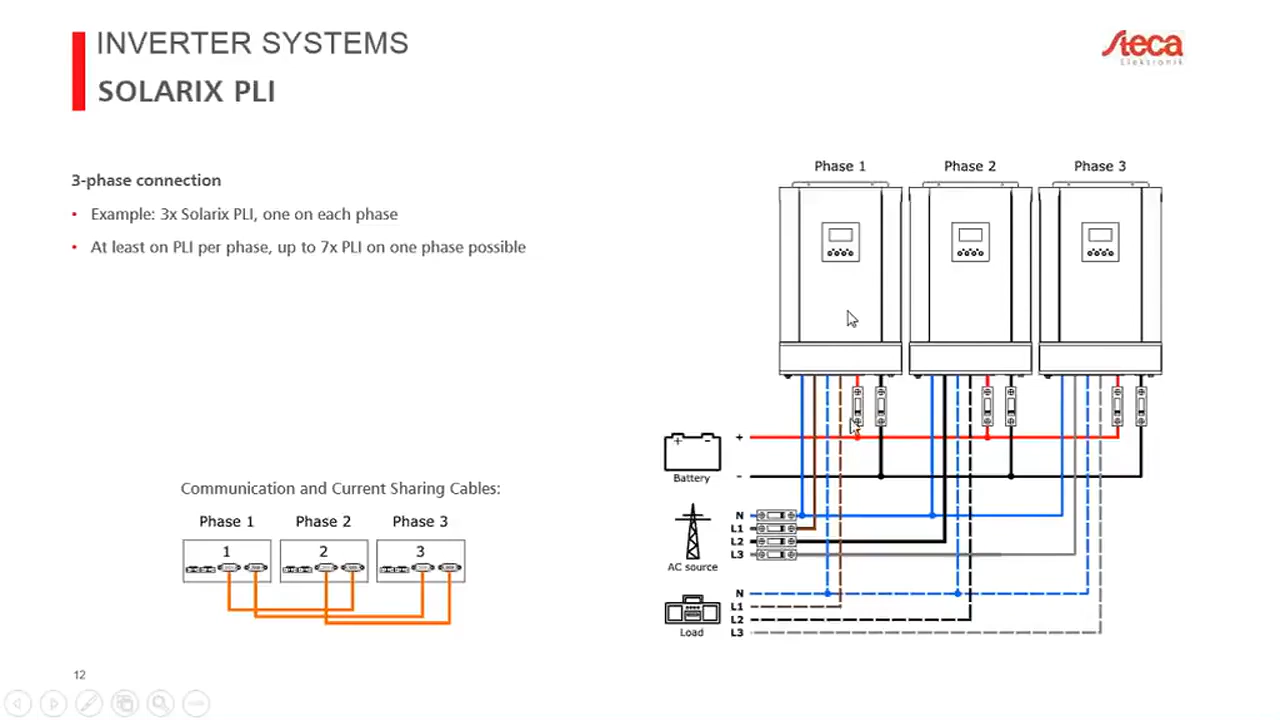 INVERTER SYSTEMS
SOLARIX PLI
Steca
Elektronik
3-phase connection
• Example: 3x Solarix PLI, one on each phase
• At least on PLI per phase, up to 7x PLI on one phase possible
Phase 1 Phase 2 Phase 3
+
Battery
-
N
L1
L2
L3
AC source
N
L1
L2
L3
Load
Communication and Current Sharing Cables:
Phase 1 Phase 2 Phase 3
1 2 3
12